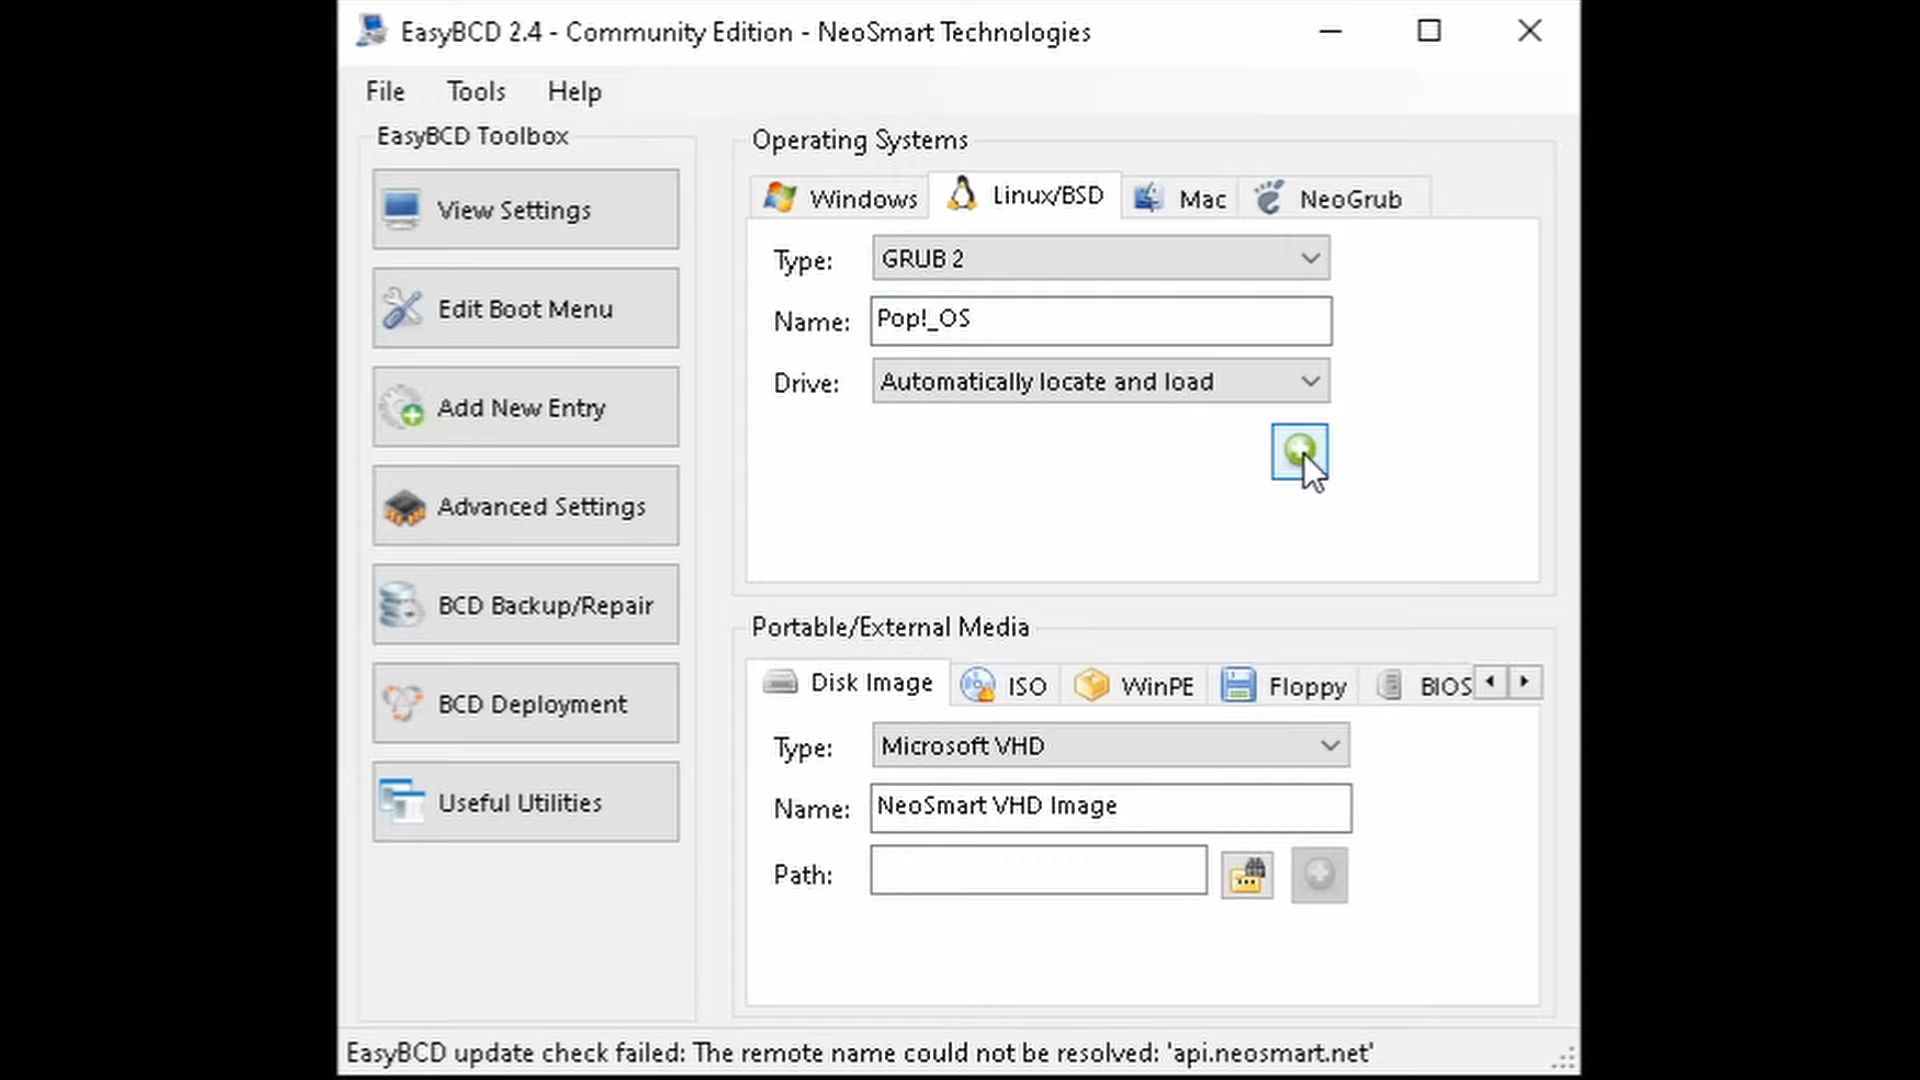 EasyBCD 2.4 - Community Edition - NeoSmart Technologies
File Tools Help
EasyBCD Toolbox
View Settings
Edit Boot Menu
Add New Entry
Advanced Settings
BCD Backup/Repair
BCD Deployment
Useful Utilities
Operating Systems
Windows Linux/BSD Mac NeoGrub
Type: GRUB 2
Name: Pop!_OS
Drive: Automatically locate and load
Portable/External Media
Disk Image ISO WinPE Floppy BIOS
Type: Microsoft VHD
Name: NeoSmart VHD Image
Path:
EasyBCD update check failed: The remote name could not be resolved: 'api.neosmart.net'